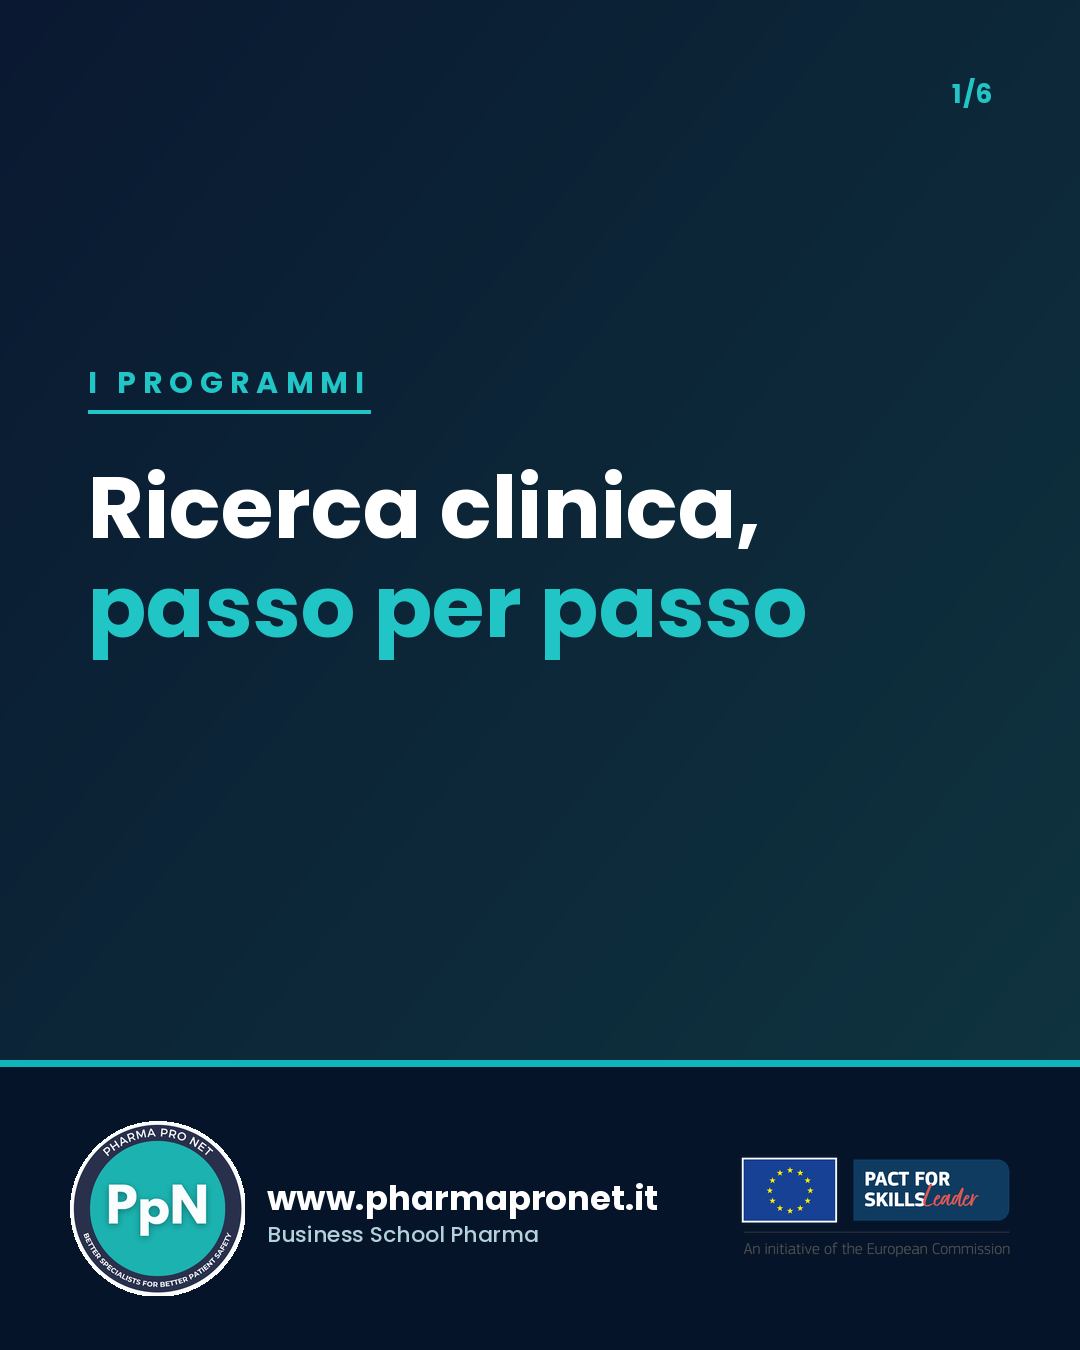 1/6
I PROGRAMMI
Ricerca clinica,
passo per passo
PHARMA PRO NET
PpN
BETTER SPECIALISTS FOR BETTER PATIENT SAFETY
www.pharmapronet.it
Business School Pharma
PACT FOR
SKILLS Leader
An initiative of the European Commission